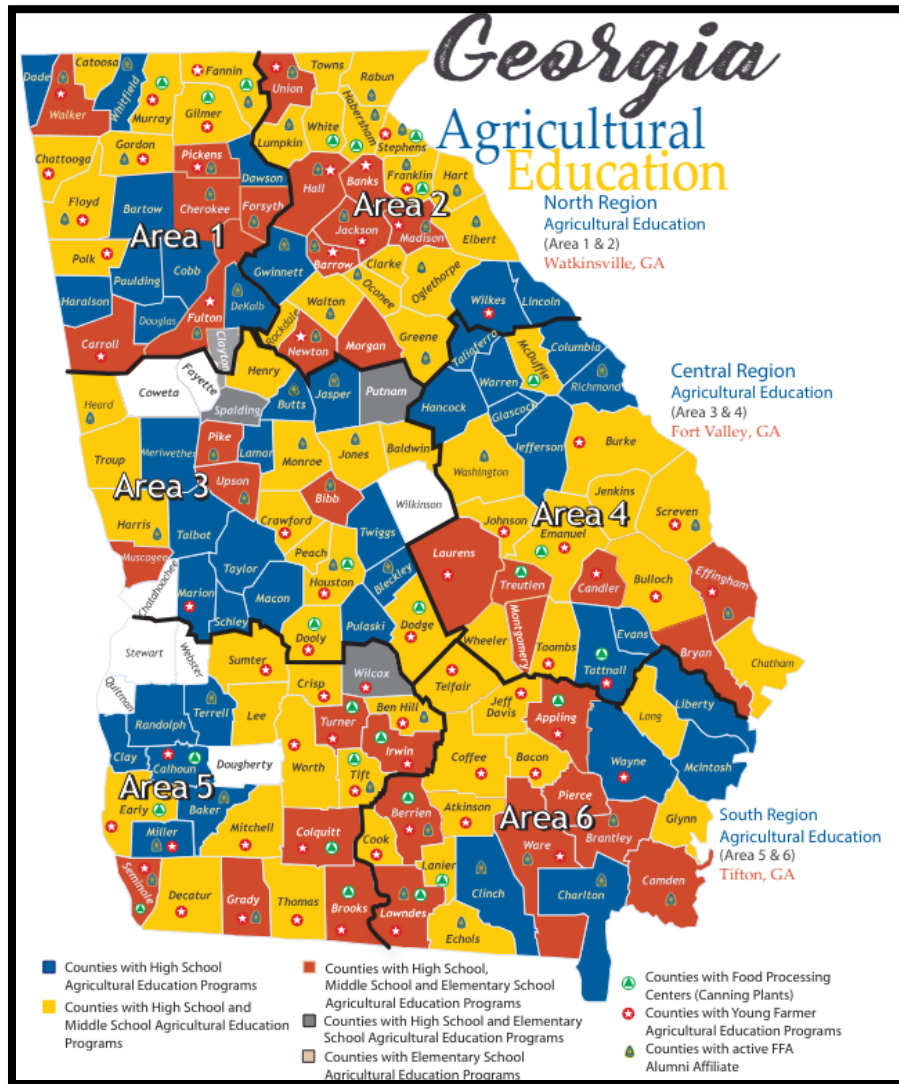 Georgia
Agricultural
Education
North Region
Agricultural Education
(Area 1 & 2)
Watkinsville, GA
Central Region
Agricultural Education
(Area 3 & 4)
Fort Valley, GA
South Region
Agricultural Education
(Area 5 & 6)
Tifton, GA
Area 1
Dade
Catoosa
Whitfield
Walker
Murray
Fannin
Gilmer
Chattooga
Gordon
Pickens
Dawson
Floyd
Bartow
Cherokee
Forsyth
Polk
Paulding
Cobb
Haralson
Douglas
Fulton
DeKalb
Carroll
Clayton
Area 2
Union
Towns
Rabun
Lumpkin
White
Habersham
Stephens
Hall
Banks
Franklin
Hart
Jackson
Madison
Elbert
Gwinnett
Barrow
Clarke
Oconee
Oglethorpe
Walton
Rockdale
Newton
Morgan
Greene
Wilkes
Lincoln
Area 3
Coweta
Fayette
Henry
Spalding
Butts
Jasper
Putnam
Heard
Meriwether
Pike
Lamar
Monroe
Jones
Baldwin
Troup
Upson
Bibb
Wilkinson
Harris
Talbot
Crawford
Twiggs
Muscogee
Taylor
Peach
Houston
Bleckley
Chatahoochee
Marion
Macon
Schley
Dooly
Pulaski
Dodge
Area 4
Taliaferro
McDuffie
Columbia
Warren
Richmond
Hancock
Glascock
Jefferson
Burke
Washington
Jenkins
Screven
Johnson
Emanuel
Laurens
Treutlen
Candler
Bulloch
Effingham
Montgomery
Wheeler
Toombs
Evans
Tattnall
Bryan
Chatham
Area 5
Stewart
Webster
Sumter
Crisp
Wilcox
Quitman
Randolph
Terrell
Lee
Turner
Ben Hill
Irwin
Clay
Calhoun
Dougherty
Worth
Tift
Early
Baker
Mitchell
Colquitt
Cook
Miller
Seminole
Decatur
Grady
Thomas
Brooks
Area 6
Telfair
Jeff
Davis
Appling
Long
Liberty
Coffee
Bacon
Wayne
McIntosh
Berrien
Atkinson
Pierce
Ware
Brantley
Glynn
Lanier
Clinch
Charlton
Camden
Lowndes
Echols
Counties with High School
Agricultural Education Programs
Counties with High School and
Middle School Agricultural Education
Programs
Counties with High School,
Middle School and Elementary School
Agricultural Education Programs
Counties with High School and Elementary
School Agricultural Education Programs
Counties with Elementary School
Agricultural Education Programs
Counties with Food Processing
Centers (Canning Plants)
Counties with Young Farmer
Agricultural Education Programs
Counties with active FFA
Alumni Affiliate